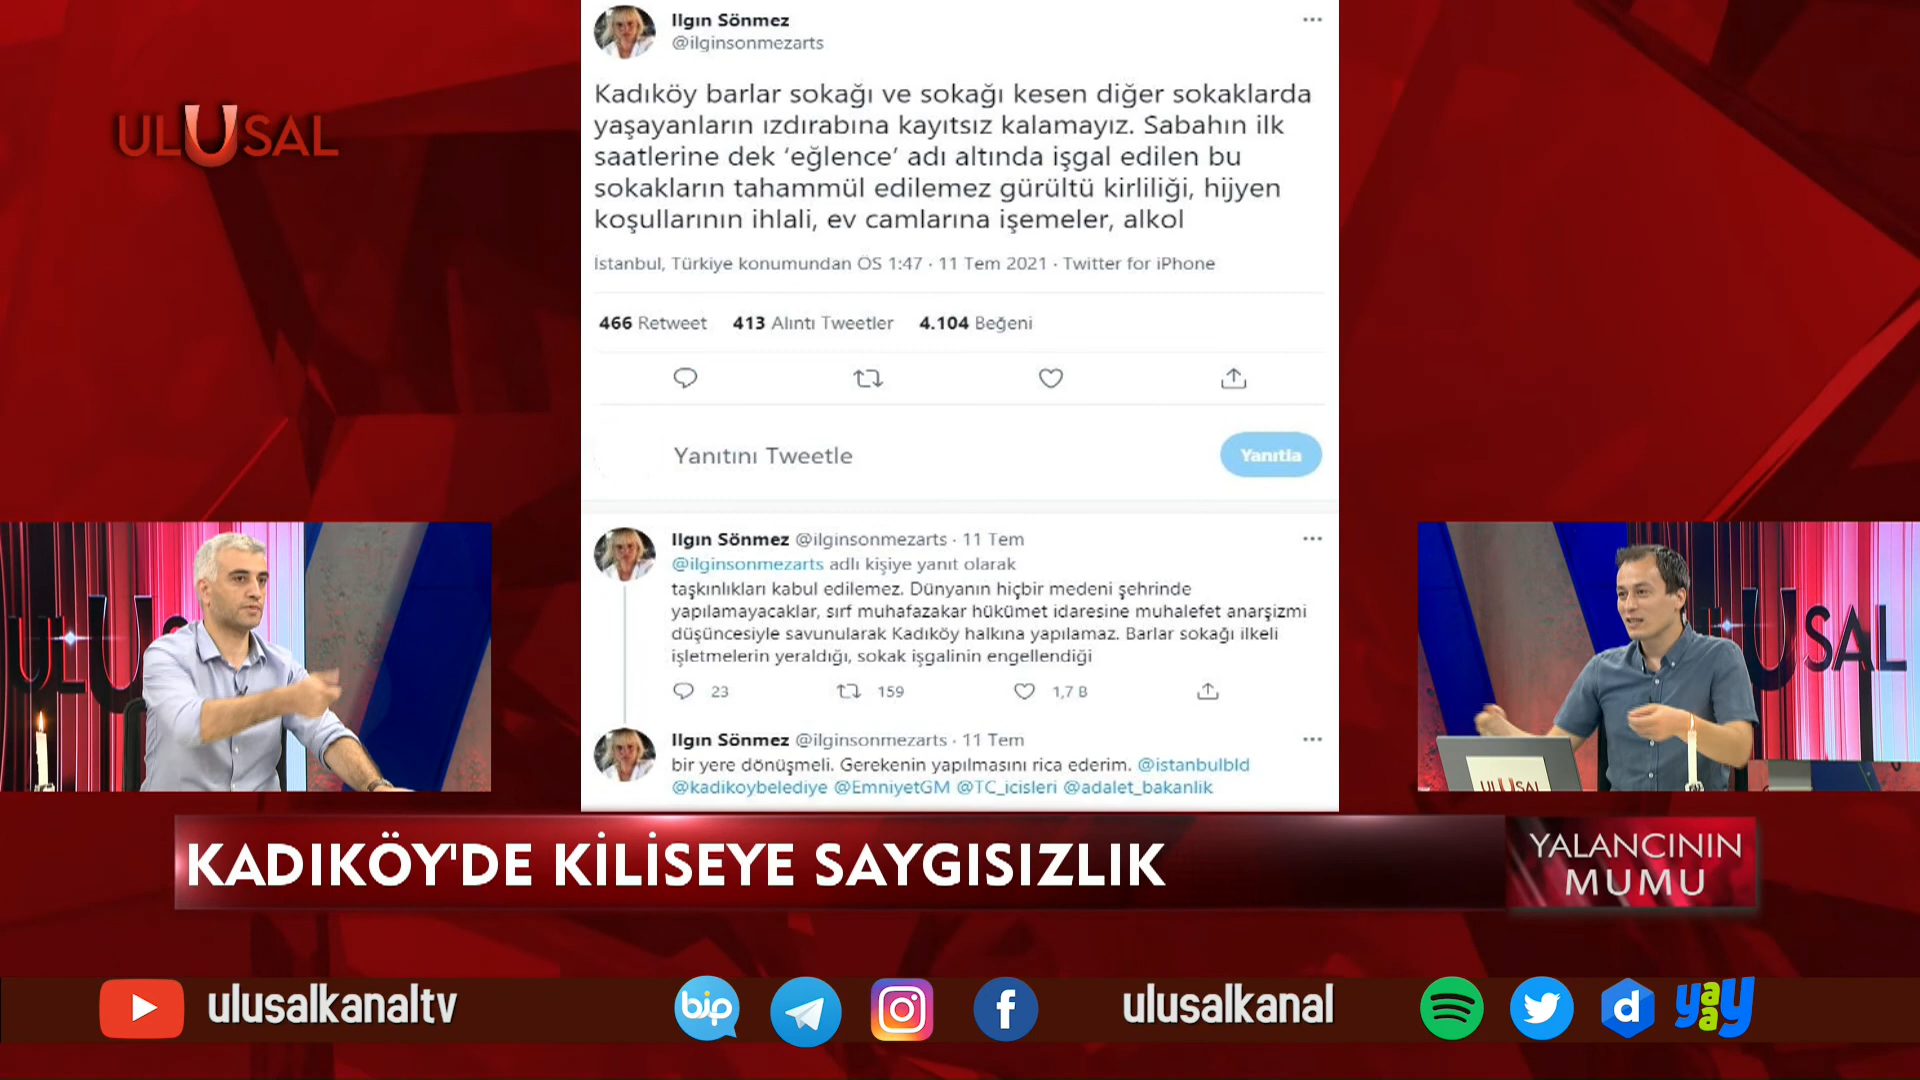 Ilgın Sönmez
@ilginsonmezarts
Kadıköy barlar sokağı ve sokağı kesen diğer sokaklarda
yaşayanların ızdırabına kayıtsız kalamayız. Sabahın ilk
saatlerine dek ‘eğlence’ adı altında işgal edilen bu
sokakların tahammül edilemez gürültü kirliliği, hijyen
koşullarının ihlali, ev camlarına işemeler, alkol
İstanbul, Türkiye konumundan ÖS 1:47 · 11 Tem 2021 · Twitter for iPhone
466 Retweet 413 Alıntı Tweetler 4.104 Beğeni
Yanıtını Tweetle
Yanıtla
Ilgın Sönmez @ilginsonmezarts · 11 Tem
@ilginsonmezarts adlı kişiye yanıt olarak
taşkınlıkları kabul edilemez. Dünyanın hiçbir medeni şehrinde
yapılamayacaklar, sırf muhafazakar hükümet idaresine muhalefet anarşizmi
düşüncesiyle savunularak Kadıköy halkına yapılamaz. Barlar sokağı ilkeli
işletmelerin yeraldığı, sokak işgalinin engellendiği
23 159 1,7 B
Ilgın Sönmez @ilginsonmezarts · 11 Tem
bir yere dönüşmeli. Gerekenin yapılmasını rica ederim. @istanbulbld
@kadikoybelediye @EmniyetGM @TC_icisleri @adalet_bakanlik
ULUSAL
ULUS
ULUSAL
ULUSAL
KADIKÖY'DE KİLİSEYE SAYGISIZLIK
YALANCININ
MUMU
ulusalkanaltv
bip
ulusalkanal
d
yaay